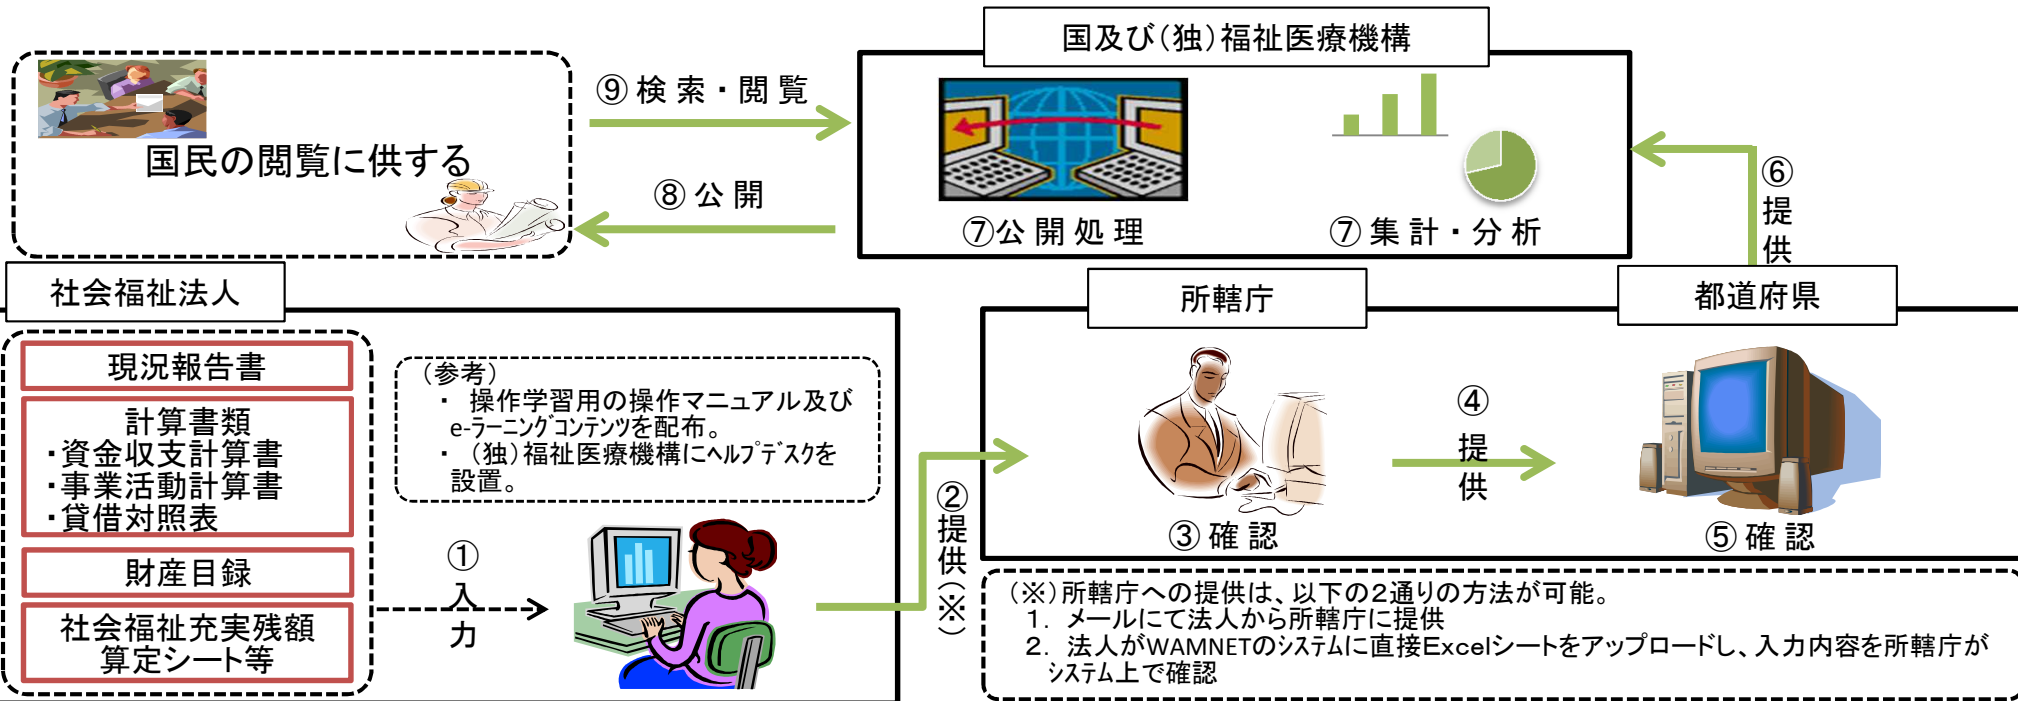 国及び(独)福祉医療機構
⑨検索・閲覧
国民の閲覧に供する
⑧公開
⑦公開処理
⑦集計・分析
⑥提供
社会福祉法人
現況報告書
計算書類
・資金収支計算書
・事業活動計算書
・貸借対照表
財産目録
社会福祉充実残額
算定シート等
(参考)
・ 操作学習用の操作マニュアル及び
e-ラーニングコンテンツを配布。
・ (独)福祉医療機構にヘルプデスクを
設置。
①入力
②提供(※)
所轄庁
③確認
④提供
都道府県
⑤確認
(※)所轄庁への提供は、以下の2通りの方法が可能。
1. メールにて法人から所轄庁に提供
2. 法人がWAMNETのシステムに直接Excelシートをアップロードし、入力内容を所轄庁が
システム上で確認